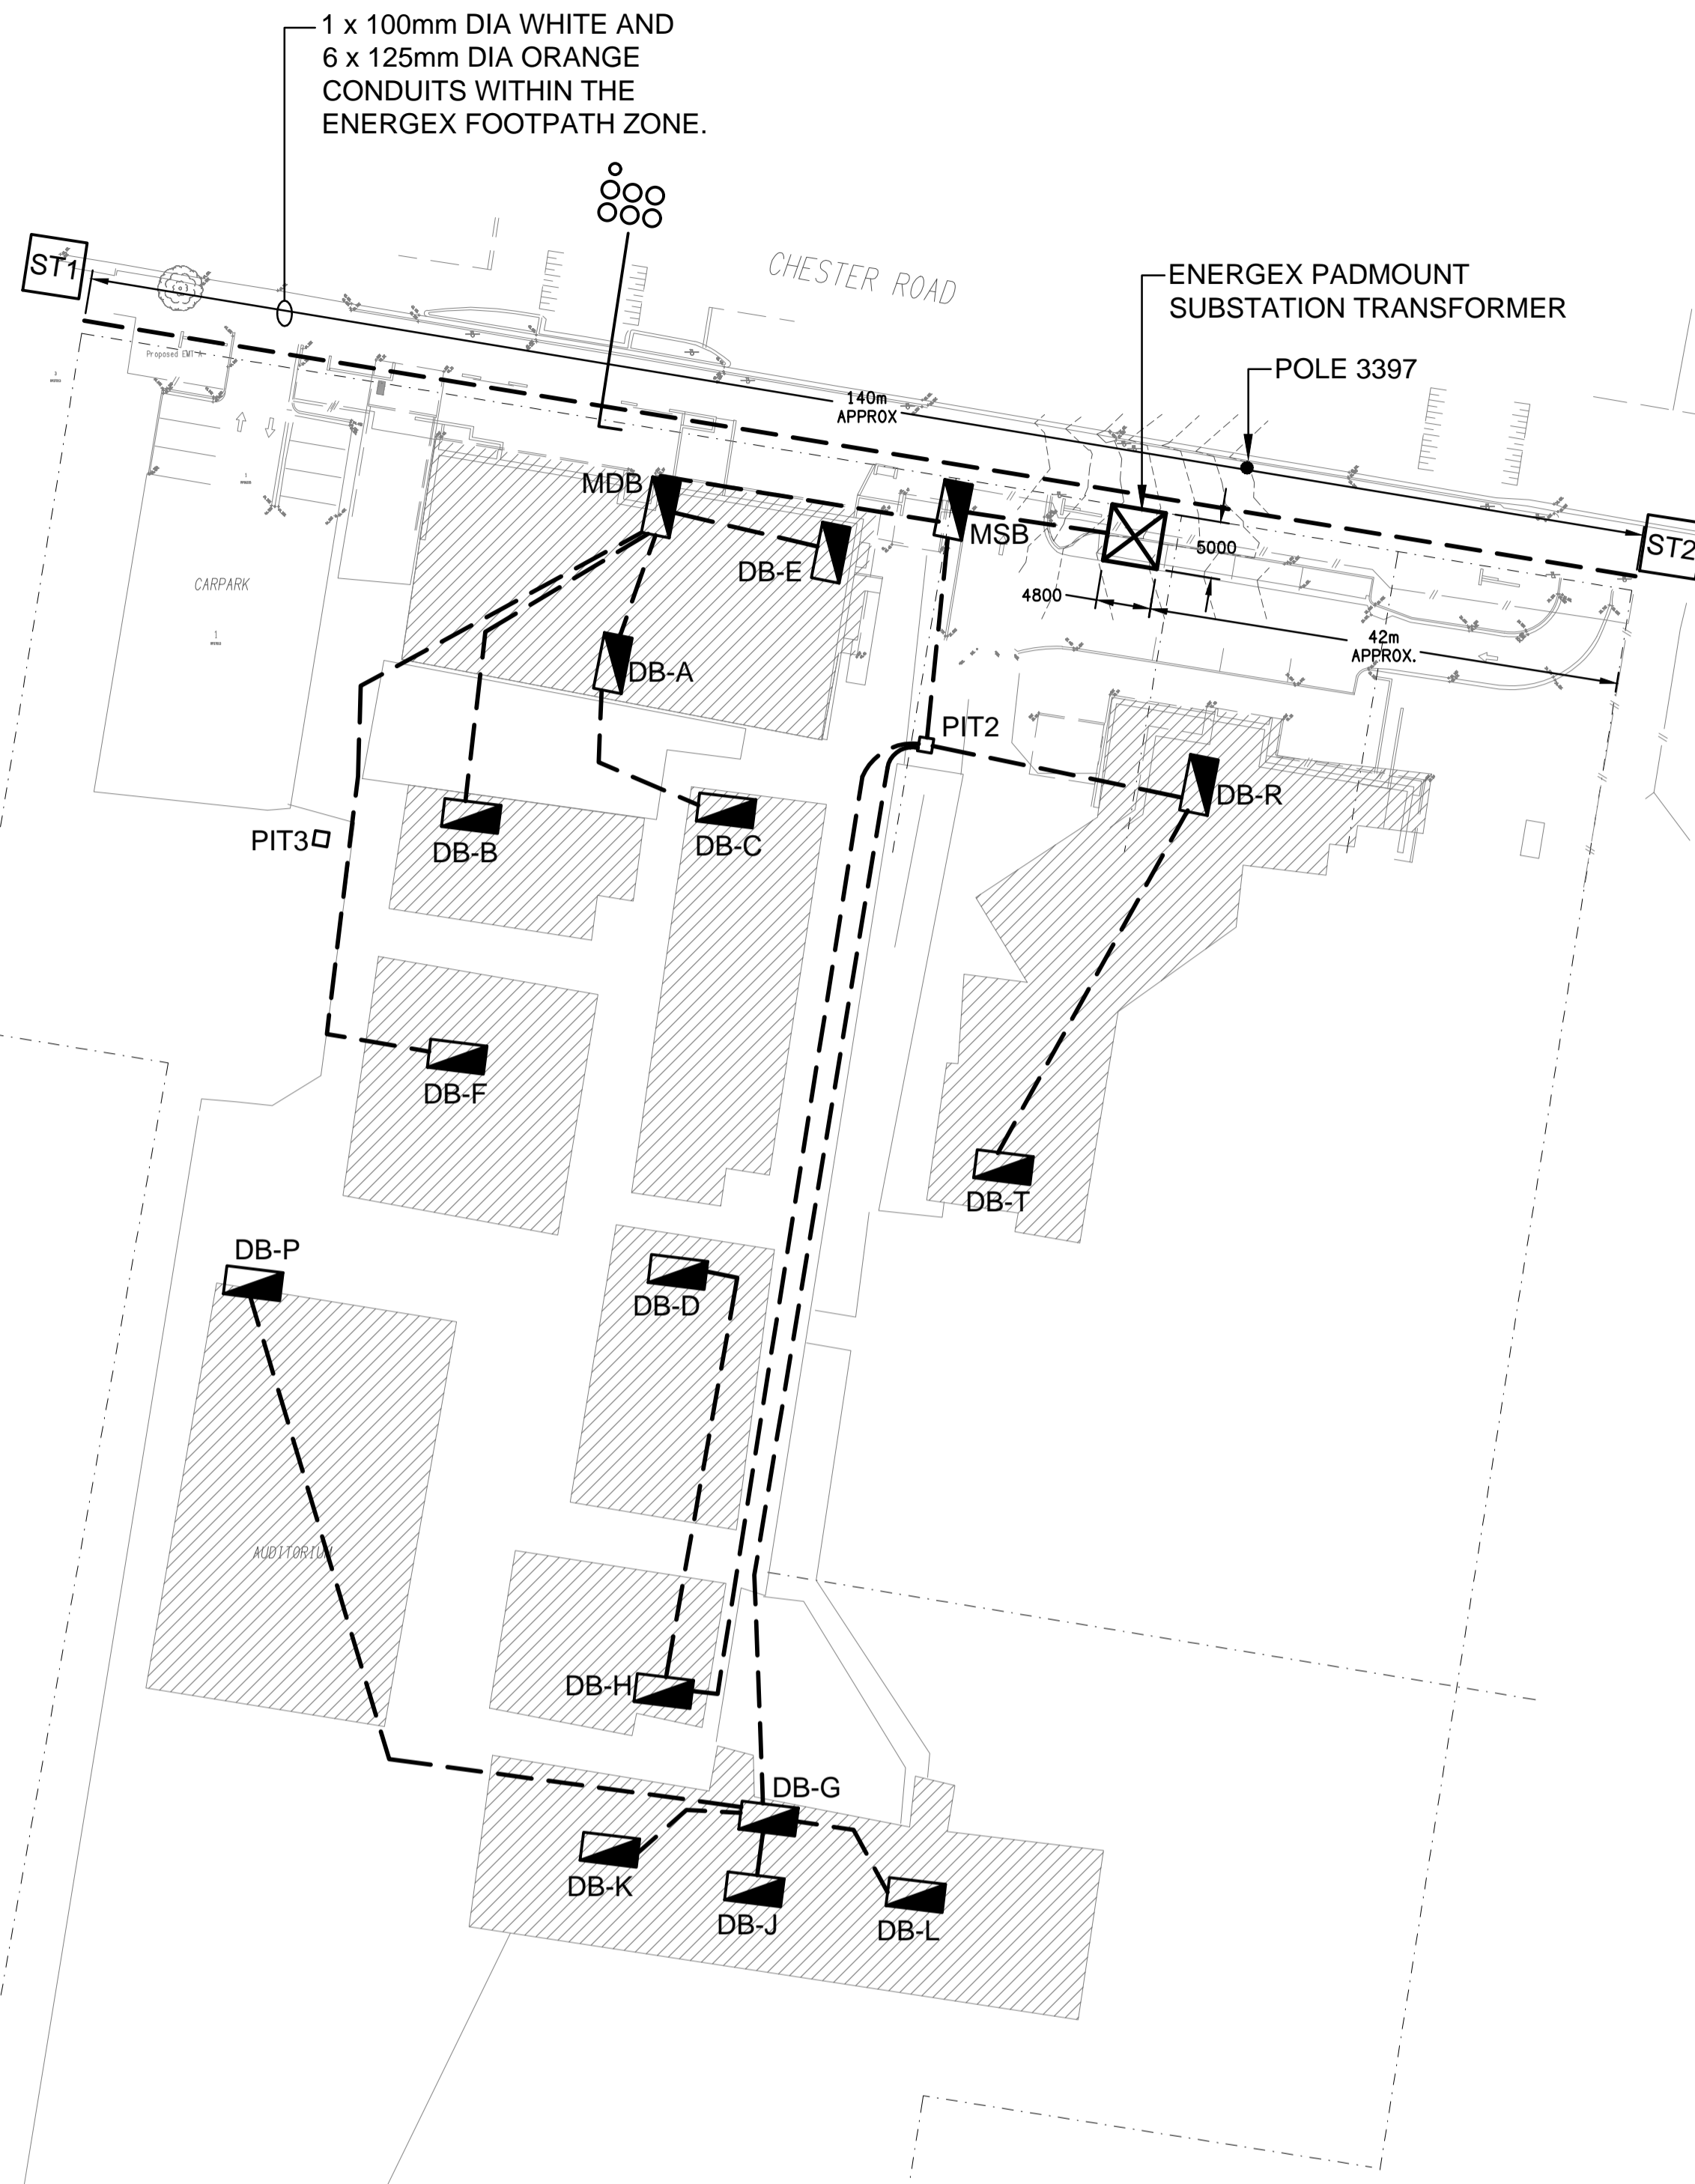 1 x 100mm DIA WHITE AND
6 x 125mm DIA ORANGE
CONDUITS WITHIN THE
ENERGEX FOOTPATH ZONE.
CHESTER ROAD
ENERGEX PADMOUNT
SUBSTATION TRANSFORMER
ST1
POLE 3397
Proposed EMT A
140m
APPROX
MDB
MSB
ST2
DB-E
5000
4800
CARPARK
42m
APPROX.
DB-A
PIT2
DB-R
PIT3
DB-B
DB-C
DB-F
DB-T
DB-P
DB-D
AUDITORIUM
DB-H
DB-G
DB-K
DB-J
DB-L